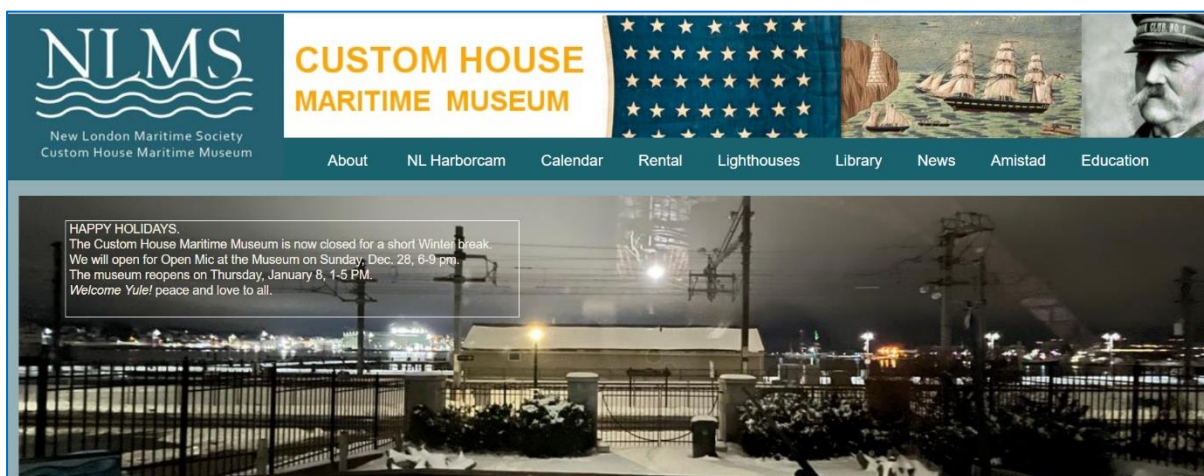 NLMS
New London Maritime Society
Custom House Maritime Museum
CUSTOM HOUSE
MARITIME MUSEUM
About NL Harborcam Calendar Rental Lighthouses Library News Amistad Education
HAPPY HOLIDAYS.
The Custom House Maritime Museum is now closed for a short Winter break.
We will open for Open Mic at the Museum on Sunday, Dec. 28, 6-9 pm.
The museum reopens on Thursday, January 8, 1-5 PM.
Welcome Yule! peace and love to all.